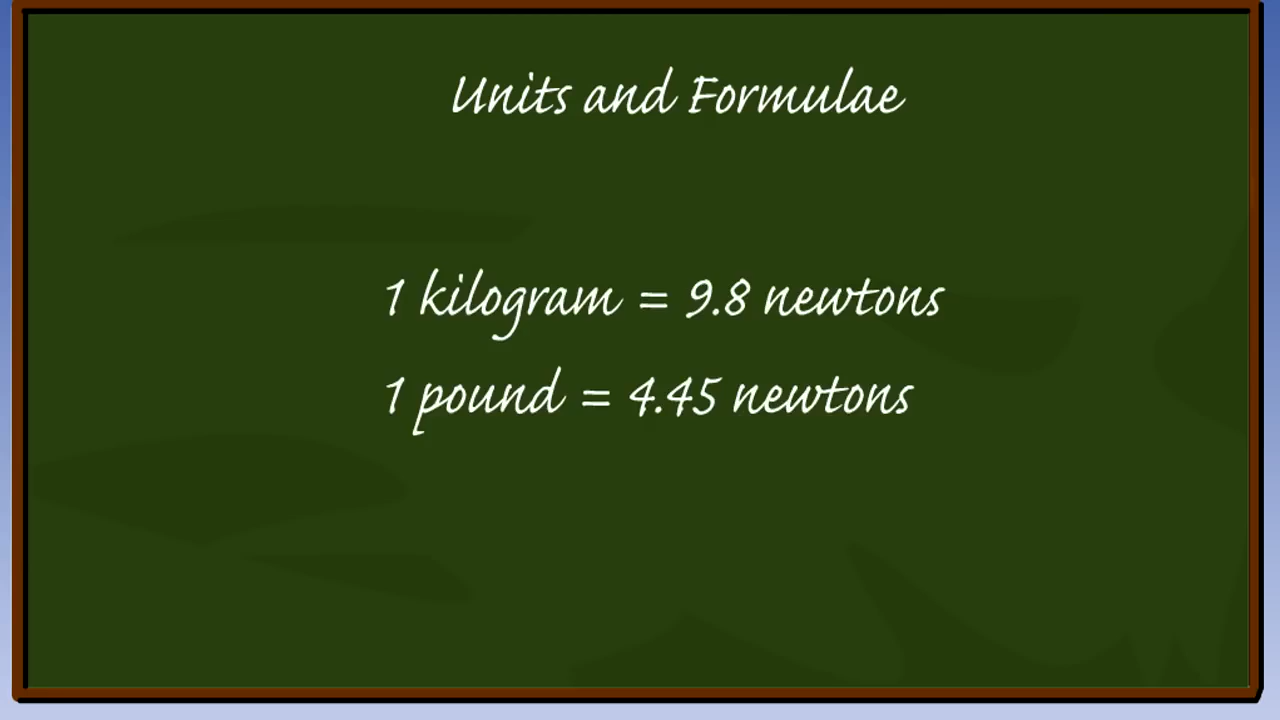 Units and Formulae
1 kilogram = 9.8 newtons
1 pound = 4.45 newtons